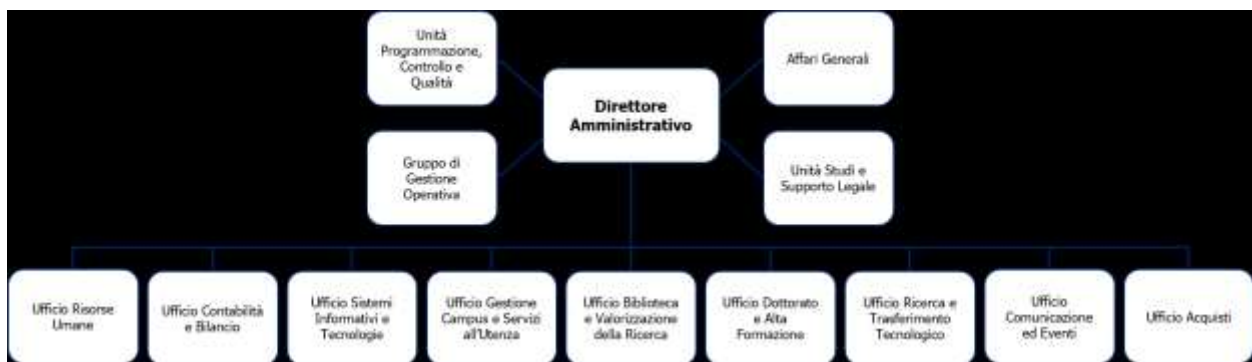 Unità
Programmazione,
Controllo e
Qualità
Affari Generali
Direttore
Amministrativo
Gruppo di
Gestione
Operativa
Unità Studi e
Supporto Legale
Ufficio Risorse
Umane
Ufficio Contabilità
e Bilancio
Ufficio Sistemi
Informativi e
Tecnologie
Ufficio Gestione
Campus e Servizi
all'Utenza
Ufficio Biblioteca
e Valorizzazione
della Ricerca
Ufficio Dottorato
e Alta
Formazione
Ufficio Ricerca e
Trasferimento
Tecnologico
Ufficio
Comunicazione
ed Eventi
Ufficio Acquisti